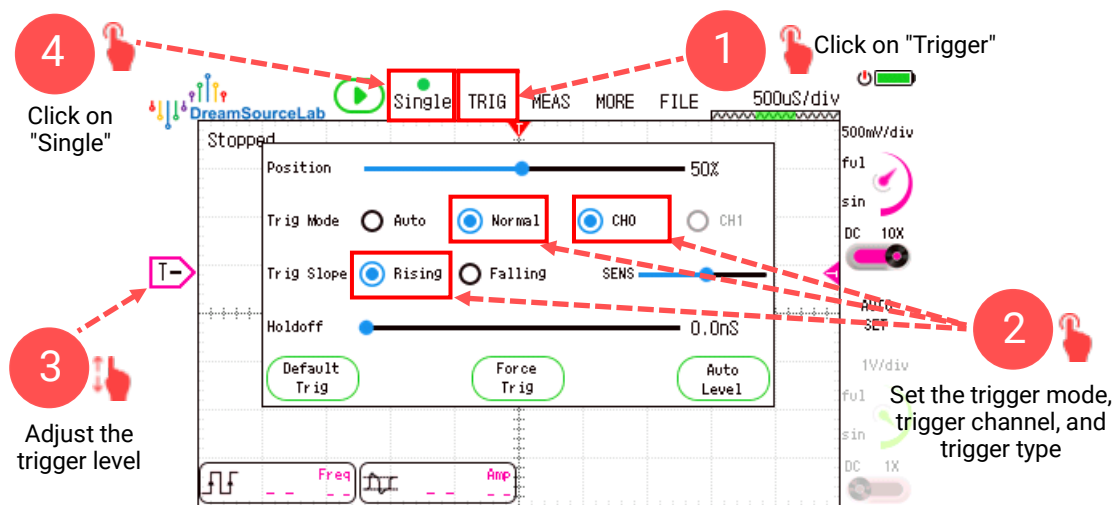 4
Click on
"Single"
1
Click on "Trigger"
DreamSourceLab
Single
TRIG
MEAS
MORE
FILE
500uS/div
Stopped
T
500mV/div
ful
sin
DC 10X
Position
50%
Trig Mode
Auto
Normal
CH0
CH1
T-
Trig Slope
Rising
Falling
SENS
AUTO
SET
Holdoff
0.0nS
Default
Trig
Force
Trig
Auto
Level
3
Adjust the
trigger level
2
Set the trigger mode,
trigger channel, and
trigger type
1V/div
ful
sin
DC 1X
Freq
-- --
Amp
-- --